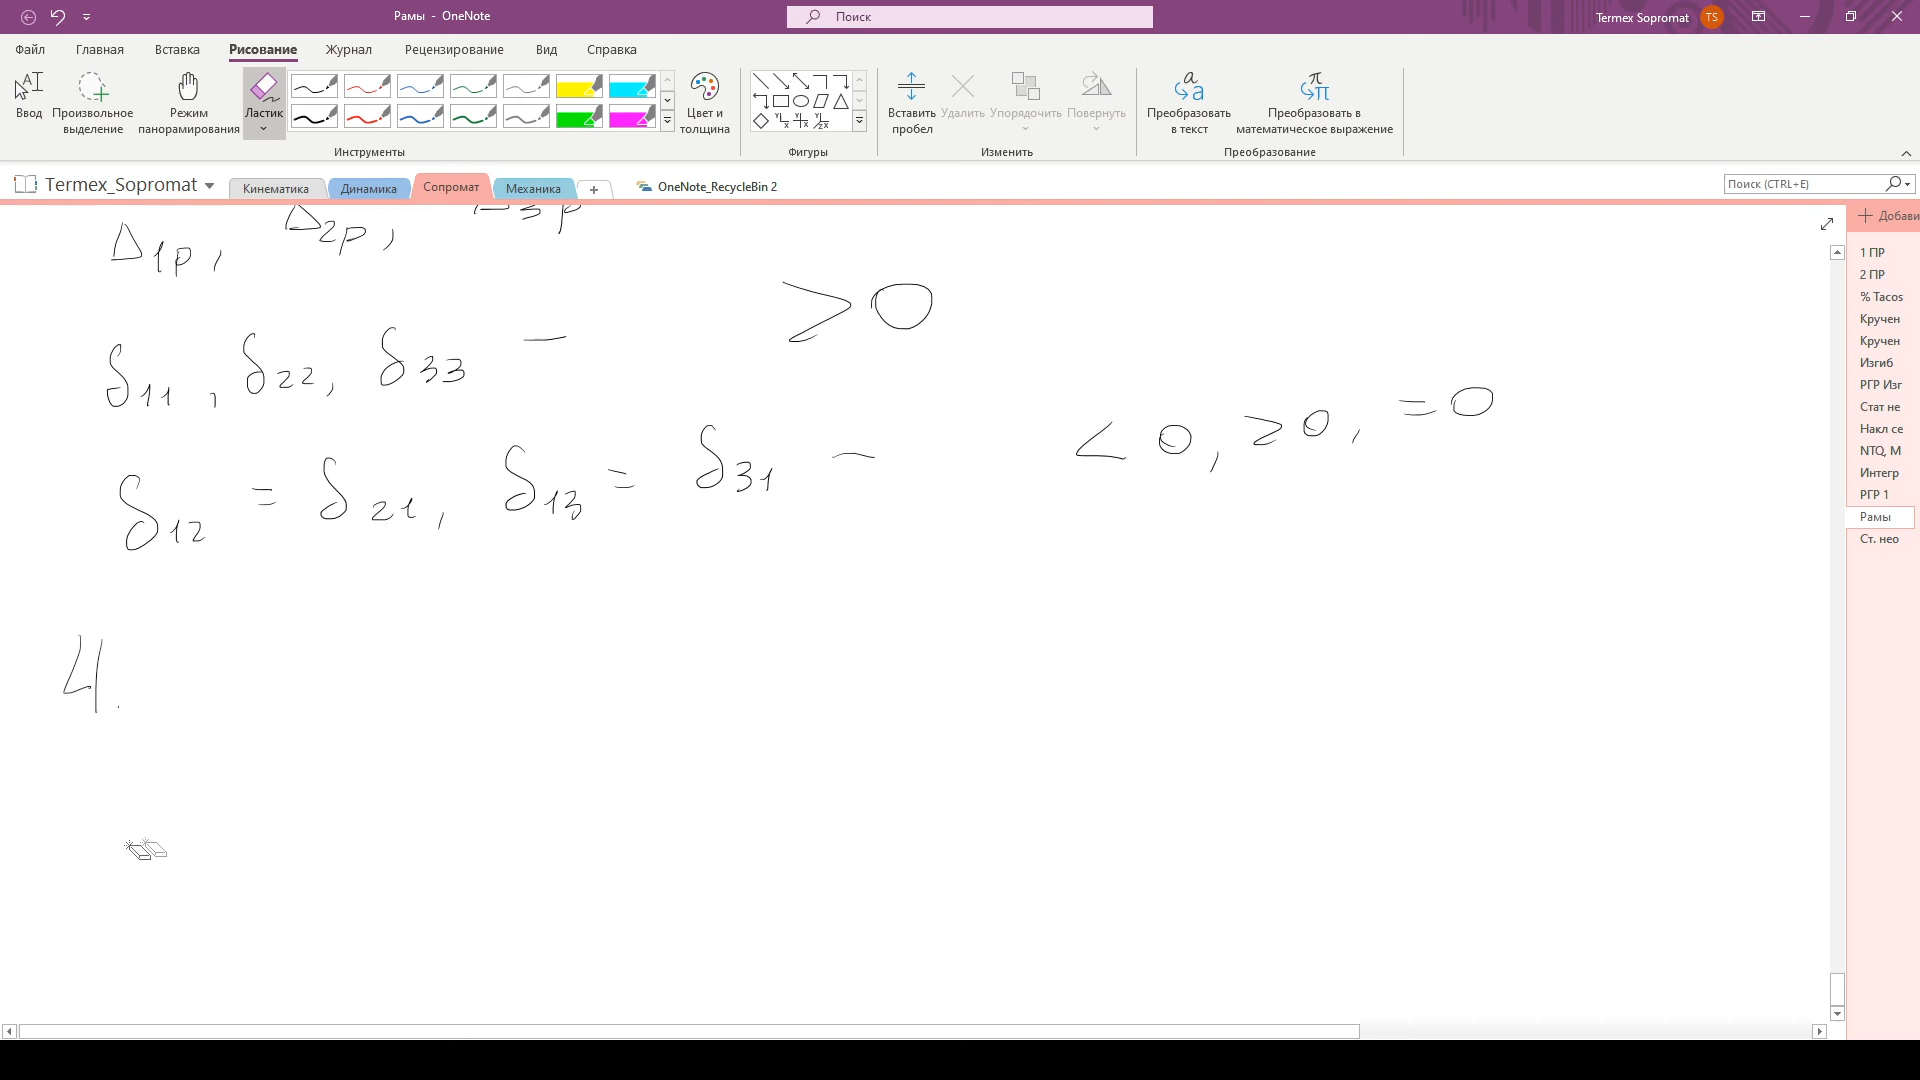 Рамы - OneNote
Поиск
Termex Sopromat TS
Файл Главная Вставка Рисование Журнал Рецензирование Вид Справка
Ввод
Произвольное выделение
Режим панорамирования
Ластик
Цвет и толщина
Вставить пробел
Удалить
Упорядочить
Повернуть
Преобразовать в текст
Преобразовать в математическое выражение
Инструменты Фигуры Изменить Преобразование
Termex_Sopromat Кинематика Динамика Сопромат Механика + OneNote_RecycleBin 2
Поиск (CTRL+E)
Добави
1 ПР
2 ПР
% Tacos
Кручен
Кручен
Изгиб
РГР Изг
Стат не
Накл се
NTQ, M
Интегр
РГР 1
Рамы
Ст. нео
Δ1p, Δ2p, Δ3p
δ11, δ22, δ33 — >0
δ12 = δ21, δ13 = δ31 — <0, >0, =0
4.